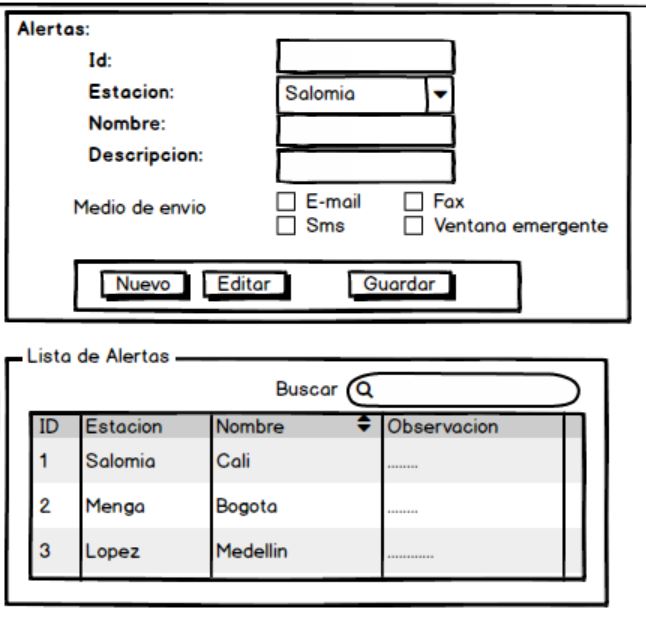 Alertas:
Id:
Estacion: Salomia
Nombre:
Descripcion:
Medio de envio
E-mail Fax
Sms Ventana emergente
Nuevo Editar Guardar
Lista de Alertas
Buscar
ID Estacion Nombre Observacion
1 Salomia Cali ........
2 Menga Bogota ........
3 Lopez Medellin ............